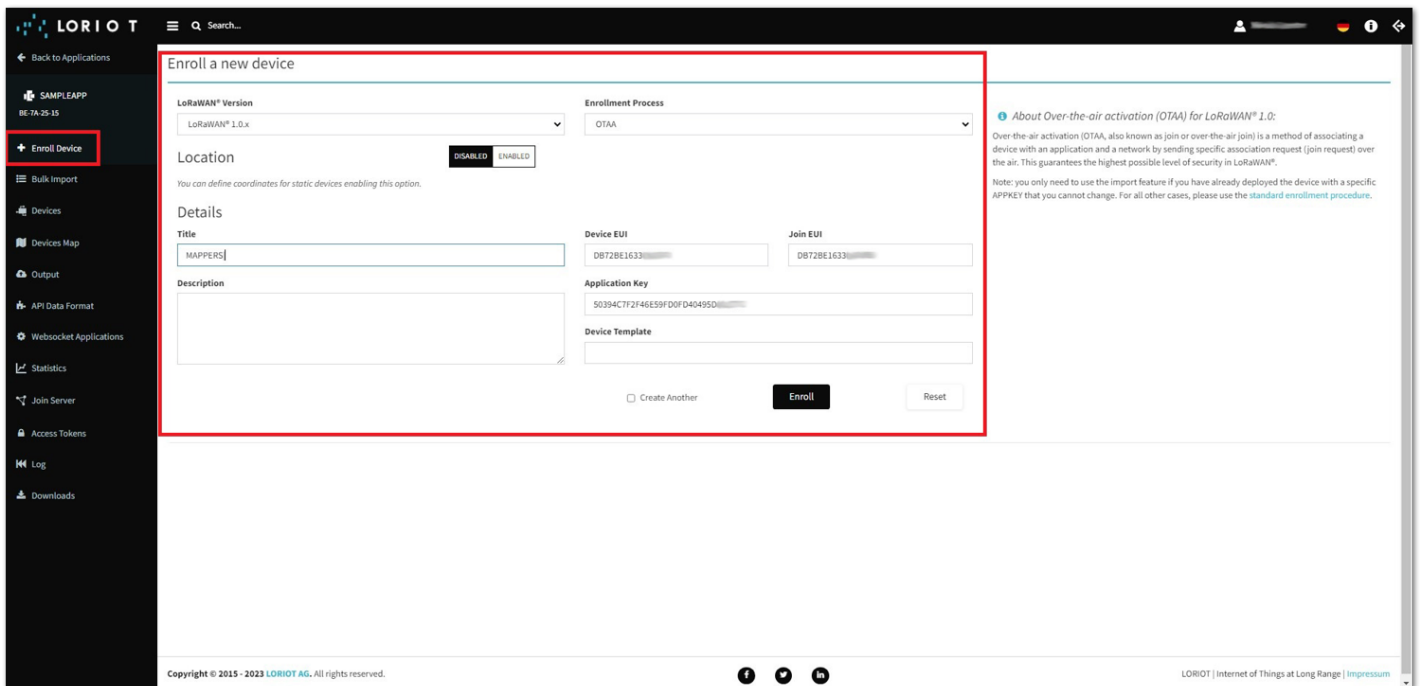 LORIOT
Search...
Back to Applications
SAMPLEAPP
BE-7A-25-15
Enroll Device
Bulk Import
Devices
Devices Map
Output
API Data Format
Websocket Applications
Statistics
Join Server
Access Tokens
Log
Downloads
Enroll a new device
LoRaWAN® Version
LoRaWAN® 1.0.x
Enrollment Process
OTAA
Location
DISABLED ENABLED
You can define coordinates for static devices enabling this option.
Details
Title
MAPPERS
Device EUI
DB72BE1633
Join EUI
DB72BE1633
Description
Application Key
50394C7F2F46E59FD0FD40495D
Device Template
Create Another
Enroll
Reset
About Over-the-air activation (OTAA) for LoRaWAN® 1.0:
Over-the-air activation (OTAA, also known as join or over-the-air join) is a method of associating a
device with an application and a network by sending specific association request (join request) over
the air. This guarantees the highest possible level of security in LoRaWAN®.
Note: you only need to use the import feature if you have already deployed the device with a specific
APPKEY that you cannot change. For all other cases, please use the standard enrollment procedure.
Copyright © 2015 - 2023 LORIOT AG. All rights reserved.
LORIOT | Internet of Things at Long Range | Impressum